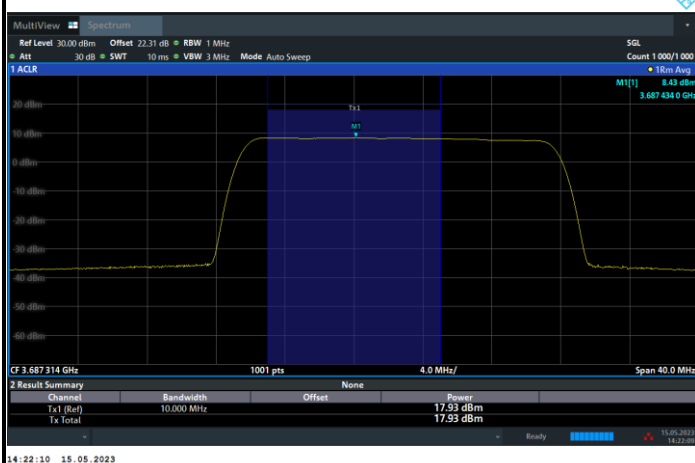 MultiView Spectrum
Ref Level 30.00 dBm Offset 22.31 dB RBW 1 MHz SGL
Att 30 dB SWT 10 ms VBW 3 MHz Mode Auto Sweep Count 1 000/1 000
1 ACLR 1Rm Avg
M1[1] 8.43 dBm
3.687 434 0 GHz
20 dBm
Tx1
M1
10 dBm
0 dBm
-10 dBm
-20 dBm
-30 dBm
-40 dBm
-50 dBm
-60 dBm
CF 3.687 314 GHz 1001 pts 4.0 MHz/ Span 40.0 MHz
2 Result Summary None
Channel Bandwidth Offset Power
Tx1 (Ref) 10.000 MHz 17.93 dBm
Tx Total 17.93 dBm
Ready 15.05.2023
14:22:09
14:22:10 15.05.2023